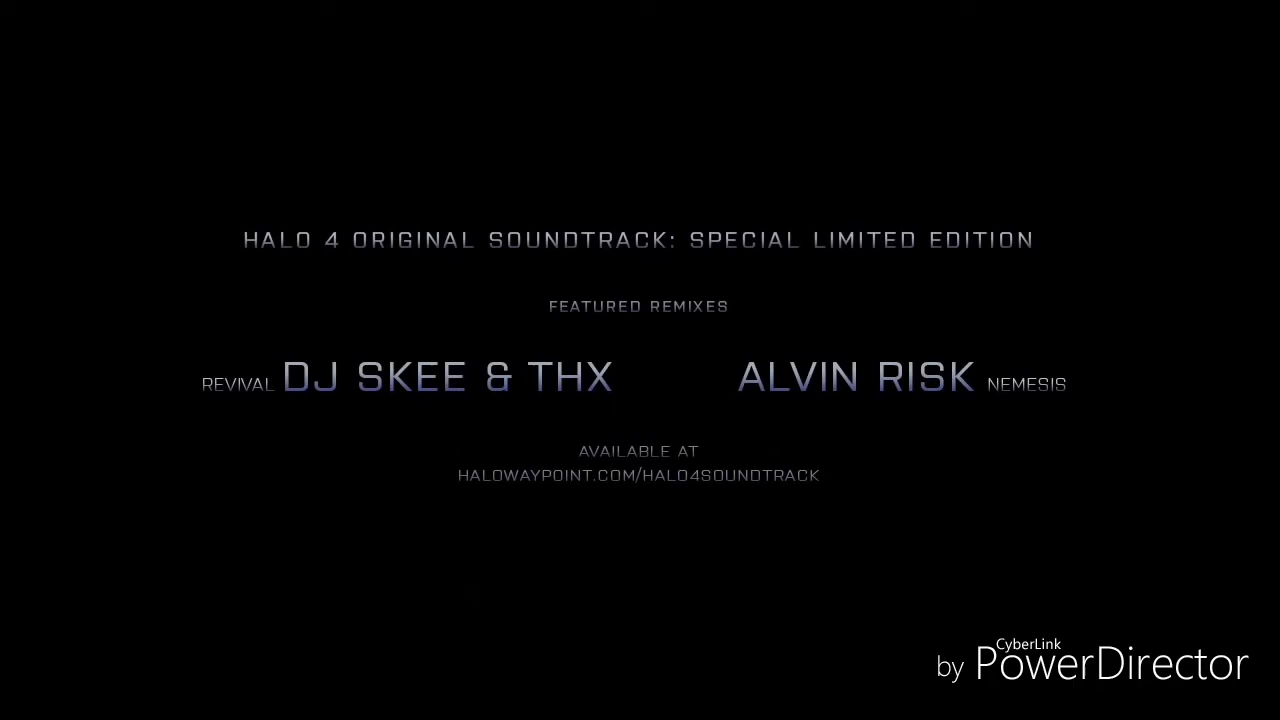 HALO 4 ORIGINAL SOUNDTRACK: SPECIAL LIMITED EDITION
FEATURED REMIXES
REVIVAL DJ SKEE & THX ALVIN RISK NEMESIS
AVAILABLE AT
HALOWAYPOINT.COM/HALO4SOUNDTRACK
CyberLink
by PowerDirector